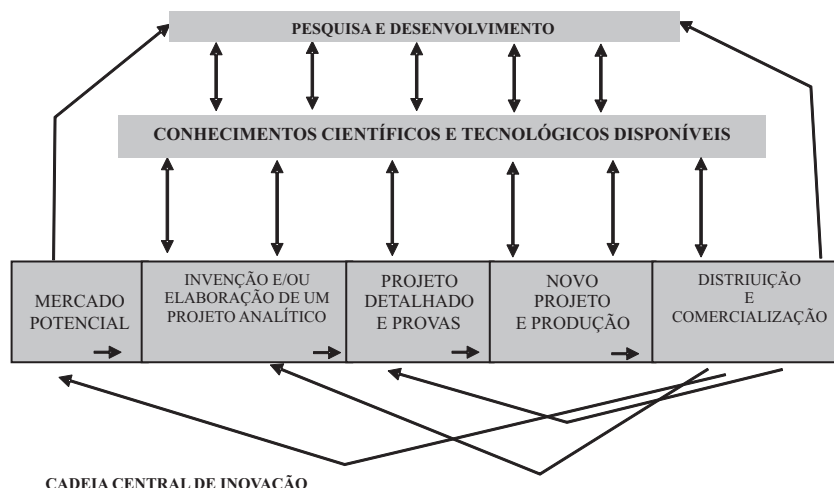 PESQUISA E DESENVOLVIMENTO
CONHECIMENTOS CIENTÍFICOS E TECNOLÓGICOS DISPONÍVEIS
MERCADO
POTENCIAL
INVENÇÃO E/OU
ELABORAÇÃO DE UM
PROJETO ANALÍTICO
PROJETO
DETALHADO
E PROVAS
NOVO
PROJETO
E PRODUÇÃO
DISTRIUIÇÃO
E
COMERCIALIZAÇÃO
CADEIA CENTRAL DE INOVAÇÃO